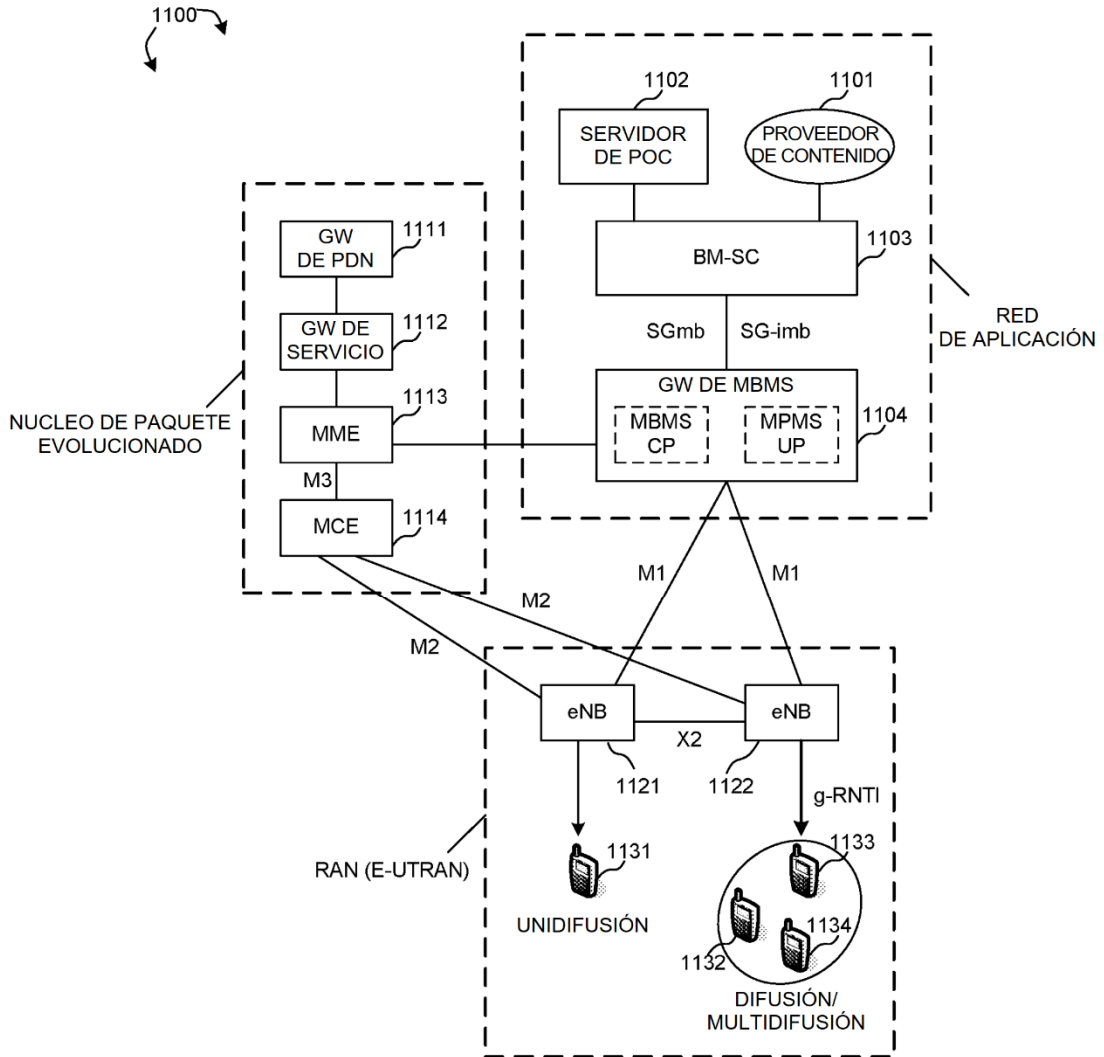 1100
1102
1101
SERVIDOR
DE POC
PROVEEDOR
DE CONTENIDO
1111
GW
DE PDN
BM-SC
1103
1112
GW DE
SERVICIO
SGmb
SG-imb
RED
DE APLICACIÓN
GW DE MBMS
1113
NUCLEO DE PAQUETE
EVOLUCIONADO
MME
MBMS
CP
MPMS
UP
1104
M3
1114
MCE
M1
M1
M2
M2
eNB
eNB
X2
1121
1122
g-RNTI
RAN (E-UTRAN)
1131
1133
UNIDIFUSIÓN
1132
1134
DIFUSIÓN/
MULTIDIFUSIÓN